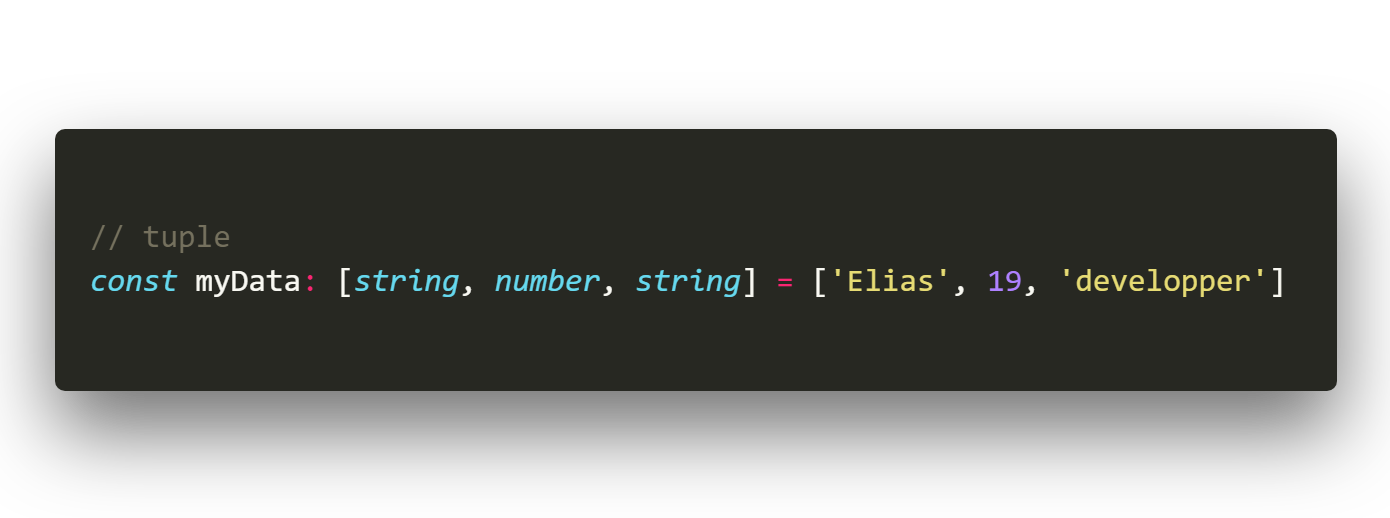 // tuple
const myData: [string, number, string] = ['Elias', 19, 'developper']